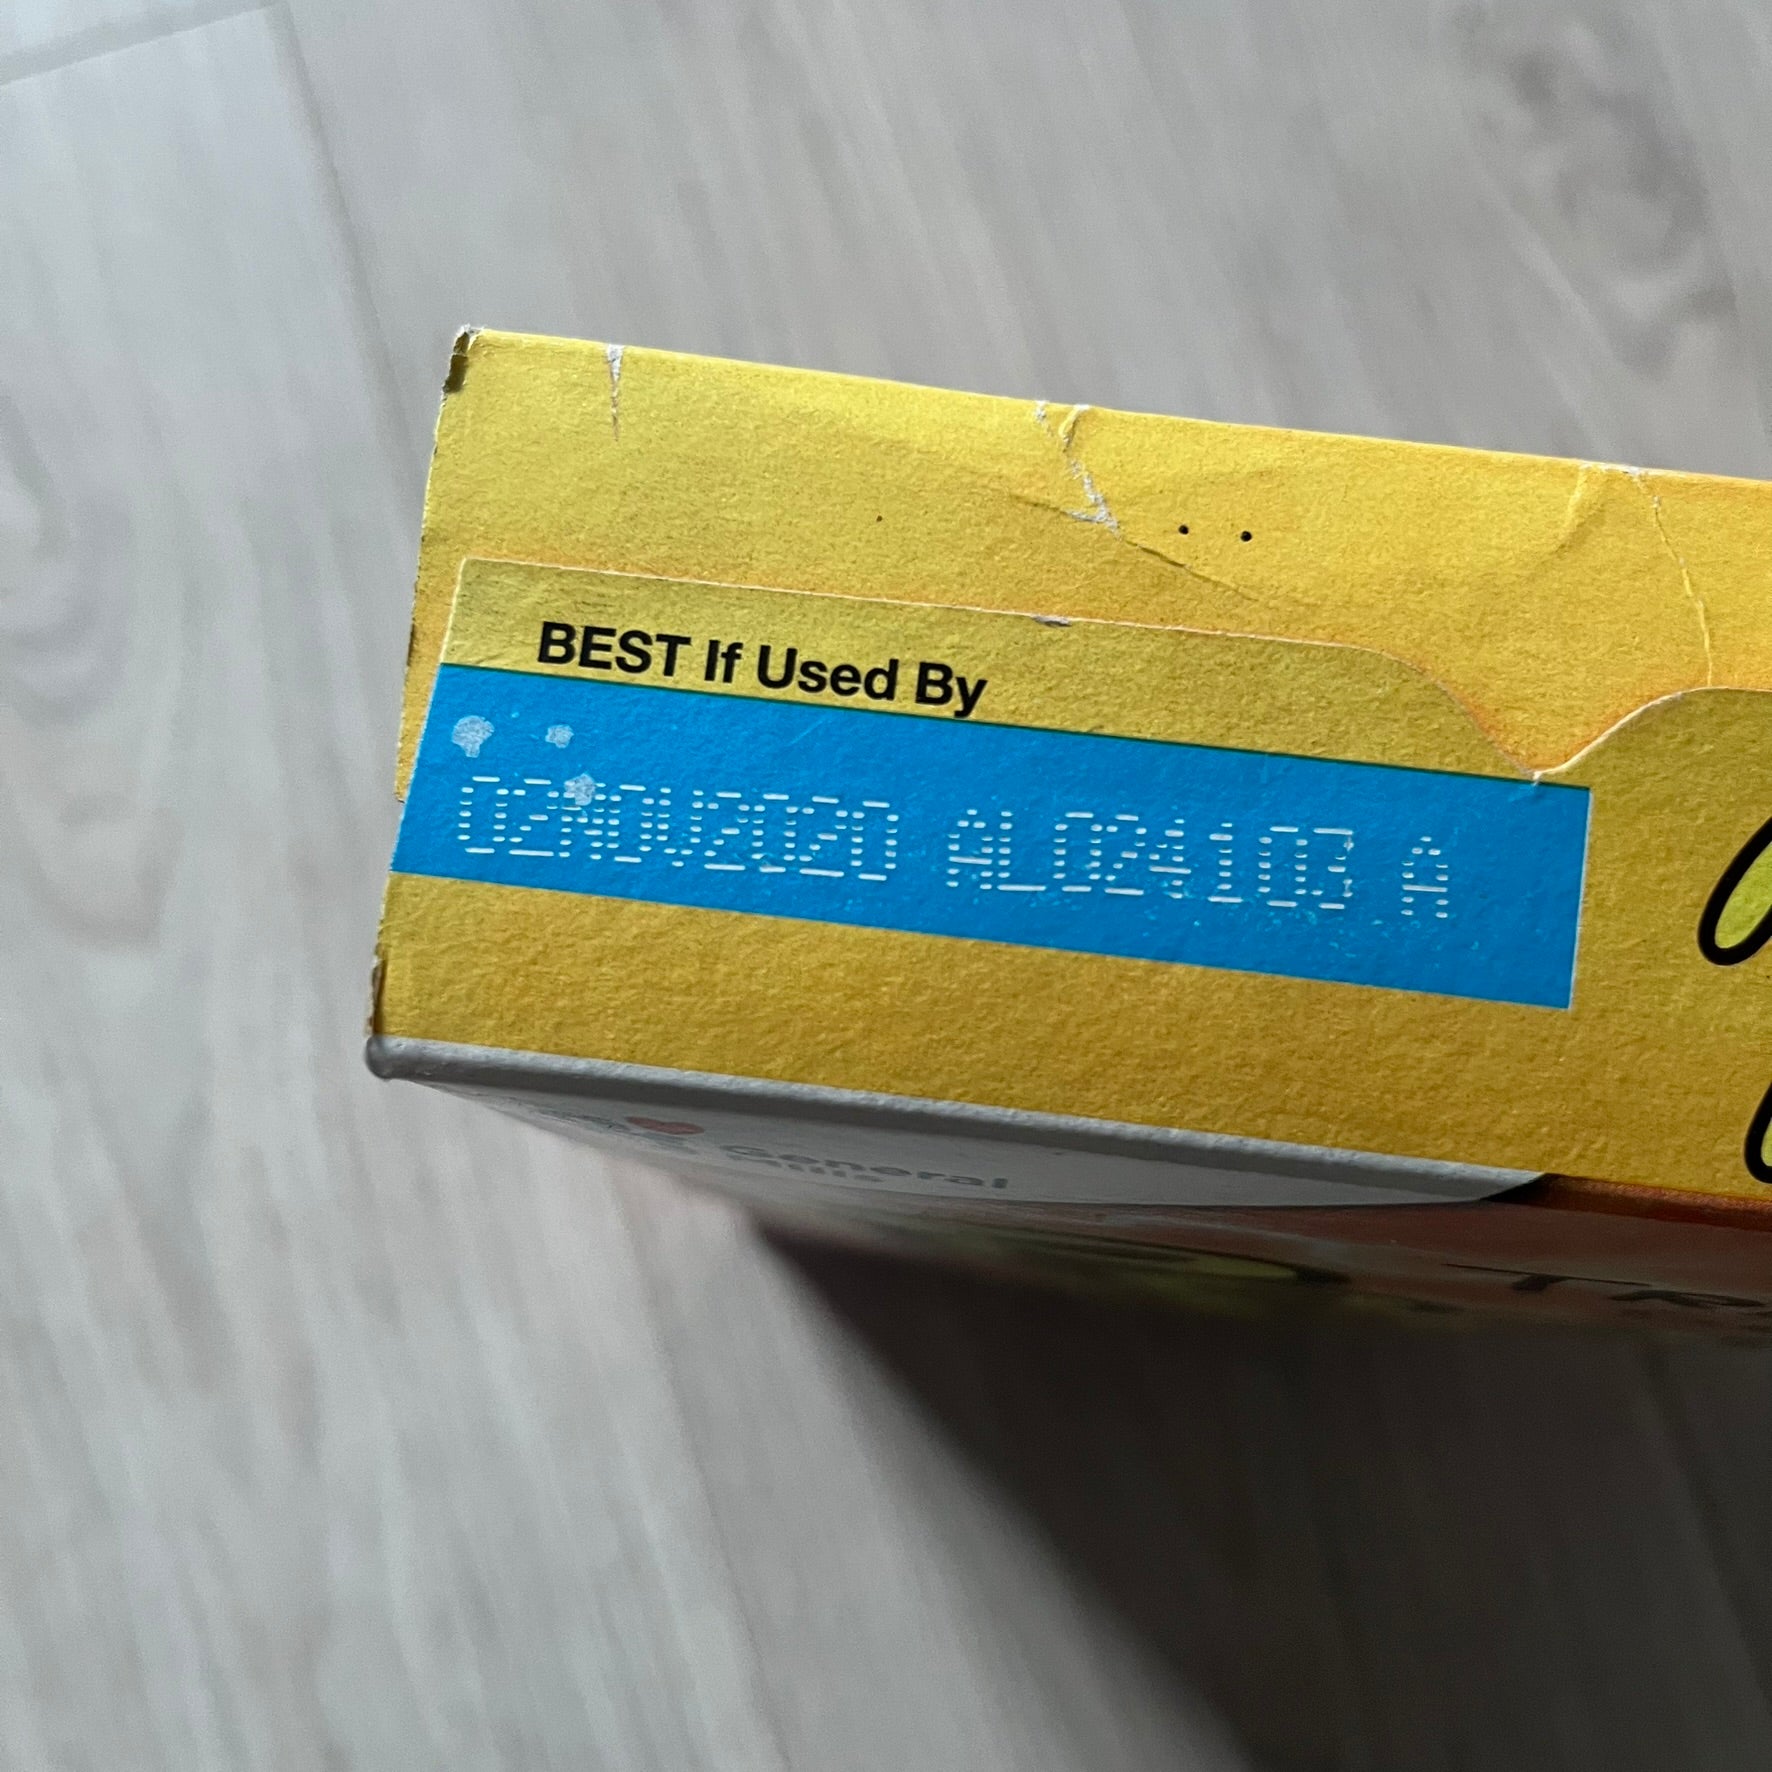 BEST If Used By
02NOV2020 AL024103 A
General
Mills